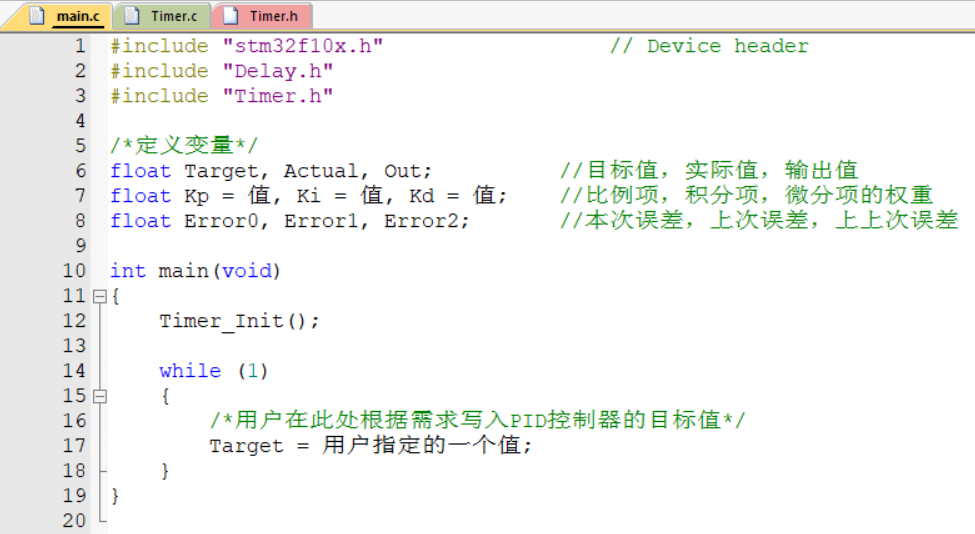 main.c Timer.c Timer.h
1 #include "stm32f10x.h" // Device header
2 #include "Delay.h"
3 #include "Timer.h"
4
5 /*定义变量*/
6 float Target, Actual, Out; //目标值，实际值，输出值
7 float Kp = 值, Ki = 值, Kd = 值; //比例项，积分项，微分项的权重
8 float Error0, Error1, Error2; //本次误差，上次误差，上上次误差
9
10 int main(void)
11 {
12 Timer_Init();
13
14 while (1)
15 {
16 /*用户在此处根据需求写入PID控制器的目标值*/
17 Target = 用户指定的一个值;
18 }
19 }
20